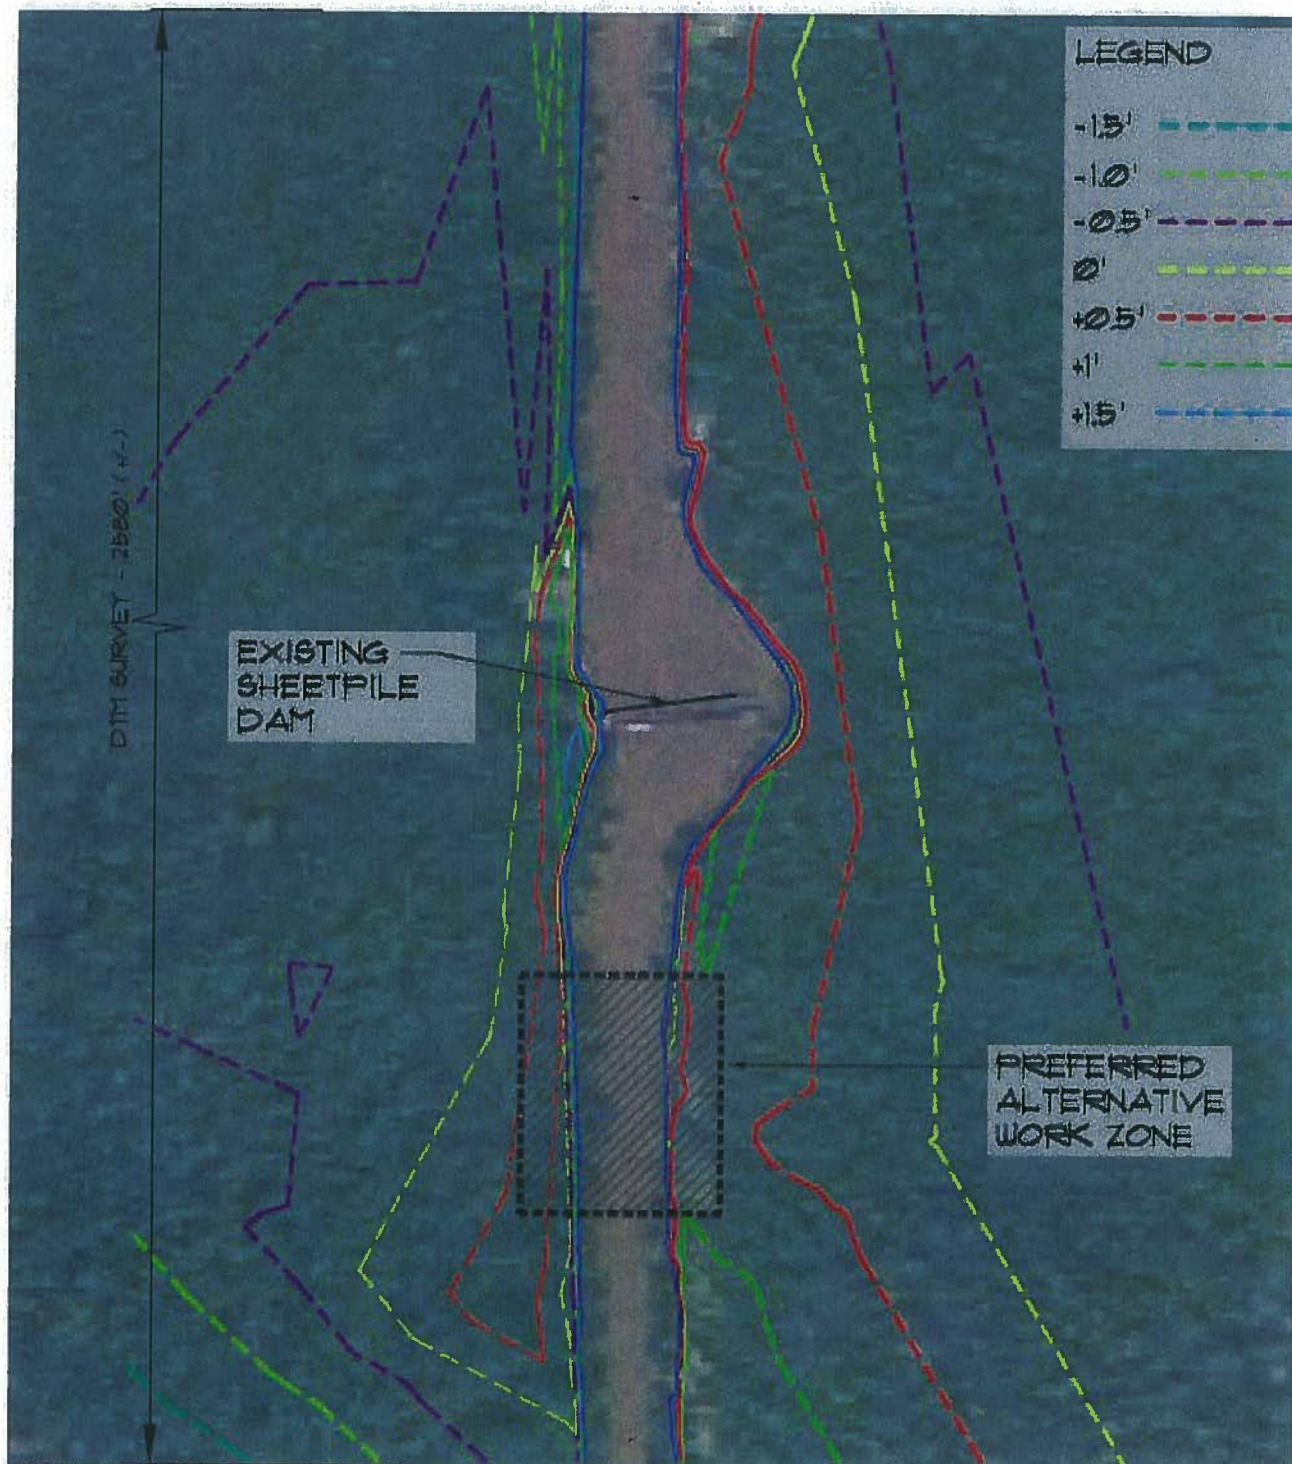 LEGEND
-1.5'
-1.0'
-0.5'
0'
+0.5'
+1'
+1.5'
DTM SURVEY - 2580' (+/-)
EXISTING
SHEETPILE
DAM
PREFERRED
ALTERNATIVE
WORK ZONE